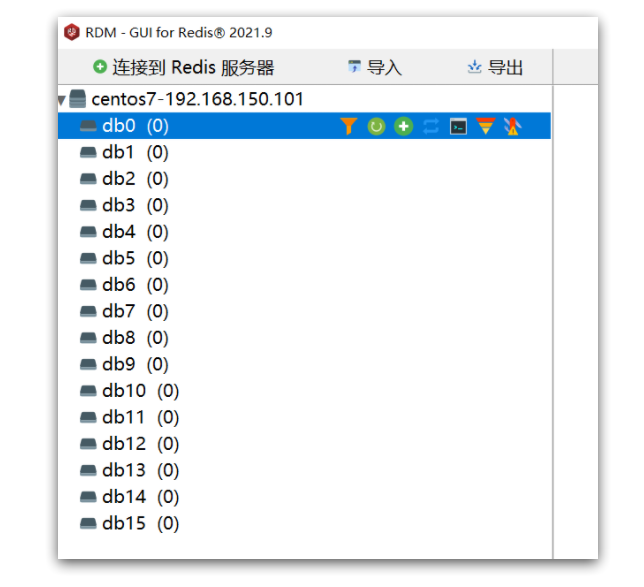 RDM - GUI for Redis® 2021.9
连接到 Redis 服务器 导入 导出
centos7-192.168.150.101
db0 (0)
db1 (0)
db2 (0)
db3 (0)
db4 (0)
db5 (0)
db6 (0)
db7 (0)
db8 (0)
db9 (0)
db10 (0)
db11 (0)
db12 (0)
db13 (0)
db14 (0)
db15 (0)